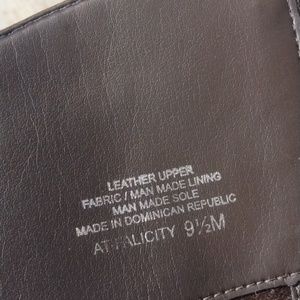 LEATHER UPPER
FABRIC / MAN MADE LINING
MAN MADE SOLE
MADE IN DOMINICAN REPUBLIC
AT-FALICITY 9½M